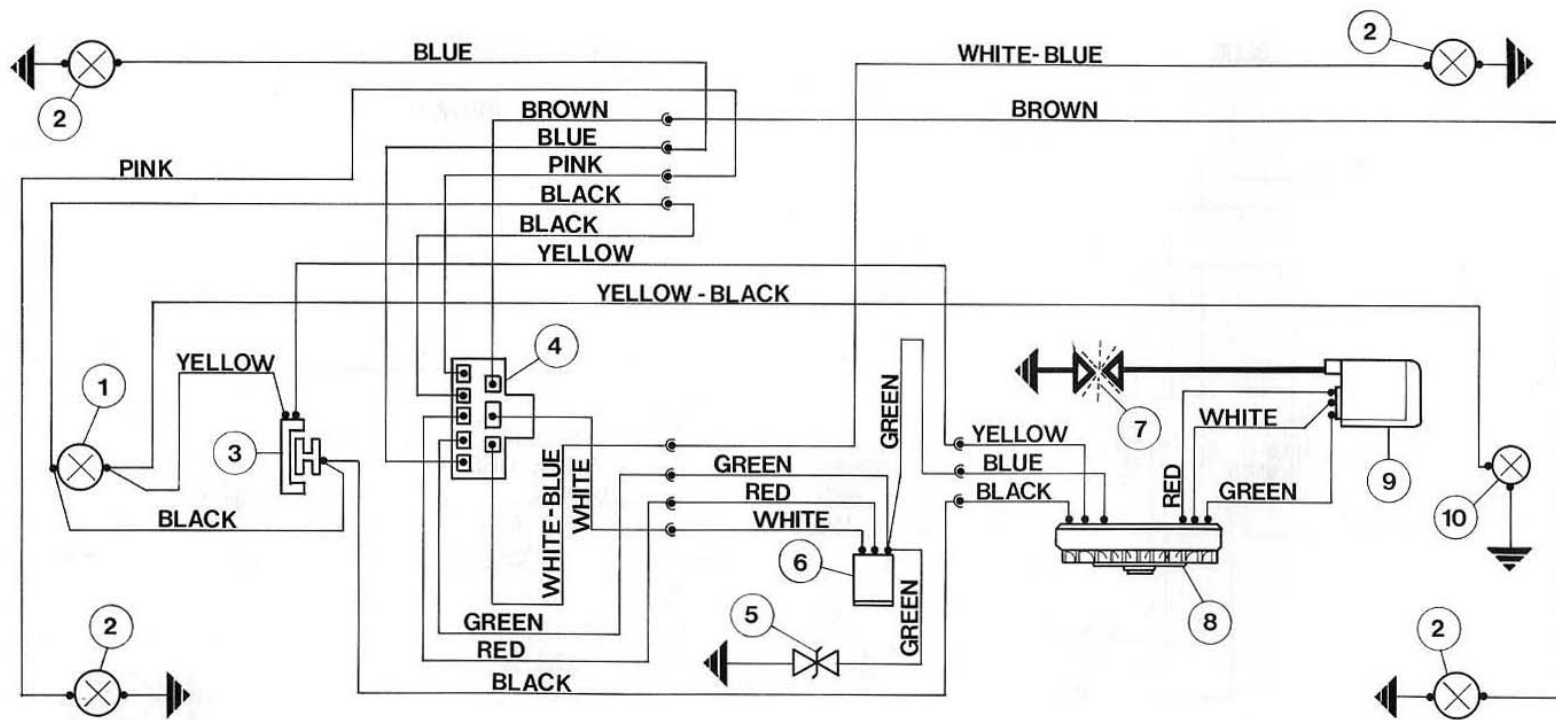 BLUE
WHITE-BLUE
2
2
BROWN
BROWN
BLUE
PINK
PINK
BLACK
BLACK
YELLOW
YELLOW - BLACK
YELLOW
1
4
3
GREEN
7
WHITE
9
YELLOW
BLUE
BLACK
RED
GREEN
10
GREEN
RED
WHITE
WHITE-BLUE
WHITE
BLACK
6
GREEN
5
8
GREEN
RED
BLACK
2
2